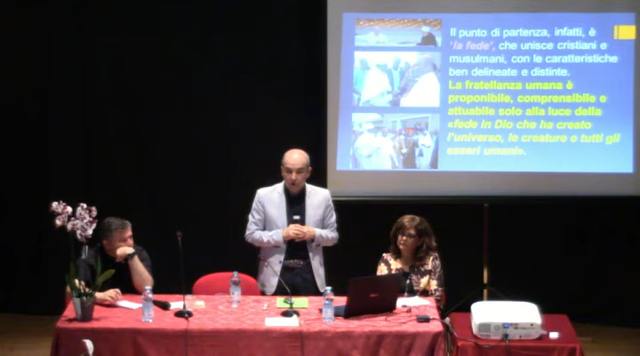 Il punto di partenza, infatti, è
'la fede', che unisce cristiani e
musulmani, con le caratteristiche
ben delineate e distinte.
La fratellanza umana è
proponibile, comprensibile e
attuabile solo alla luce della
«fede in Dio che ha creato
l'universo, le creature e tutti gli
esseri umani».